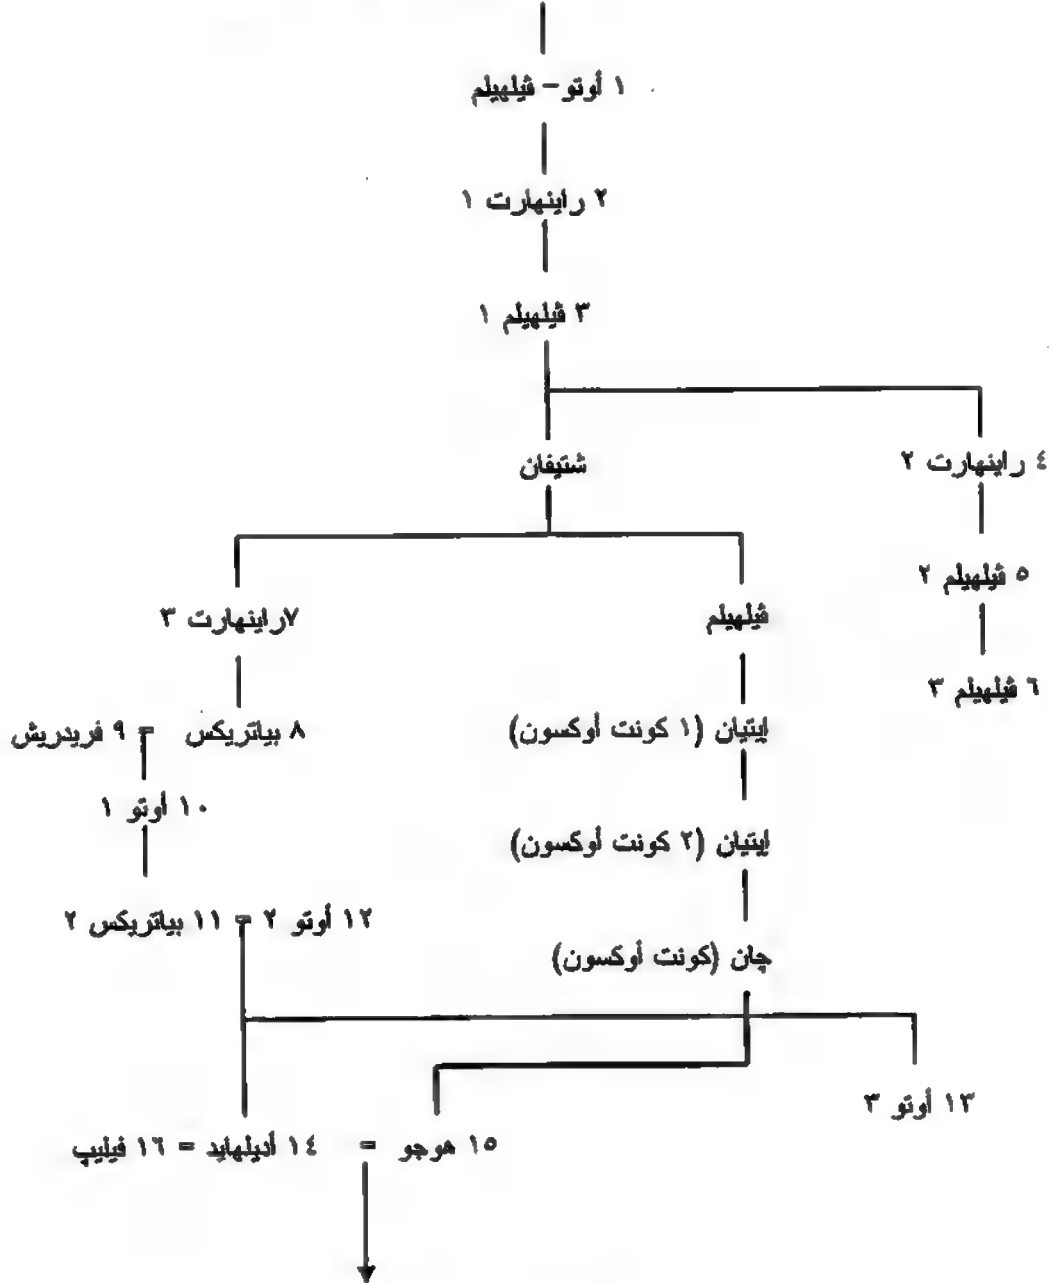 ١ أوتو – ڤيلهيلم
٢ راينهارت ١
٣ ڤيلهيلم ١
٤ راينهارت ٢
شتيفان
٥ ڤيلهيلم ٢
ڤيلهيلم
٧راينهارت ٣
٦ ڤيلهيلم ٣
إيتيان (١ كونت أوكسون)
٨ بياتريكس = ٩ فريدريش
١٠ أوتو ١
إيتيان (٢ كونت أوكسون)
١٢ أوتو ٢ = ١١ بياتريكس ٢
چان (كونت أوكسون)
١٣ أوتو ٣
١٥ هوجو = ١٤ أديلهايد = ١٦ فيليپ